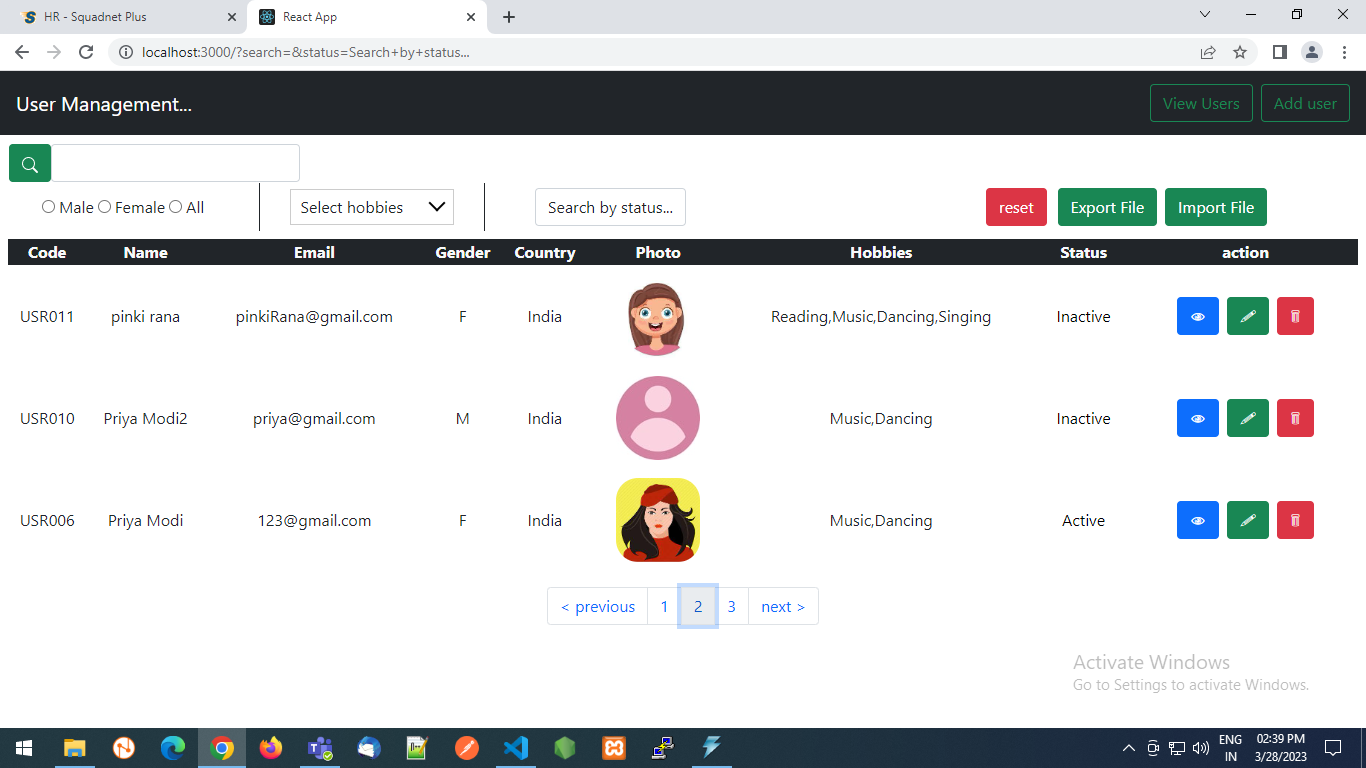 HR - Squadnet Plus
React App
localhost:3000/?search=&status=Search+by+status...
User Management...
View Users
Add user
Male Female All
Select hobbies
Search by status...
reset
Export File
Import File
Code Name Email Gender Country Photo Hobbies Status action
USR011 pinki rana pinkiRana@gmail.com F India Reading,Music,Dancing,Singing Inactive
USR010 Priya Modi2 priya@gmail.com M India Music,Dancing Inactive
USR006 Priya Modi 123@gmail.com F India Music,Dancing Active
< previous 1 2 3 next >
Activate Windows
Go to Settings to activate Windows.
ENG
IN
02:39 PM
3/28/2023